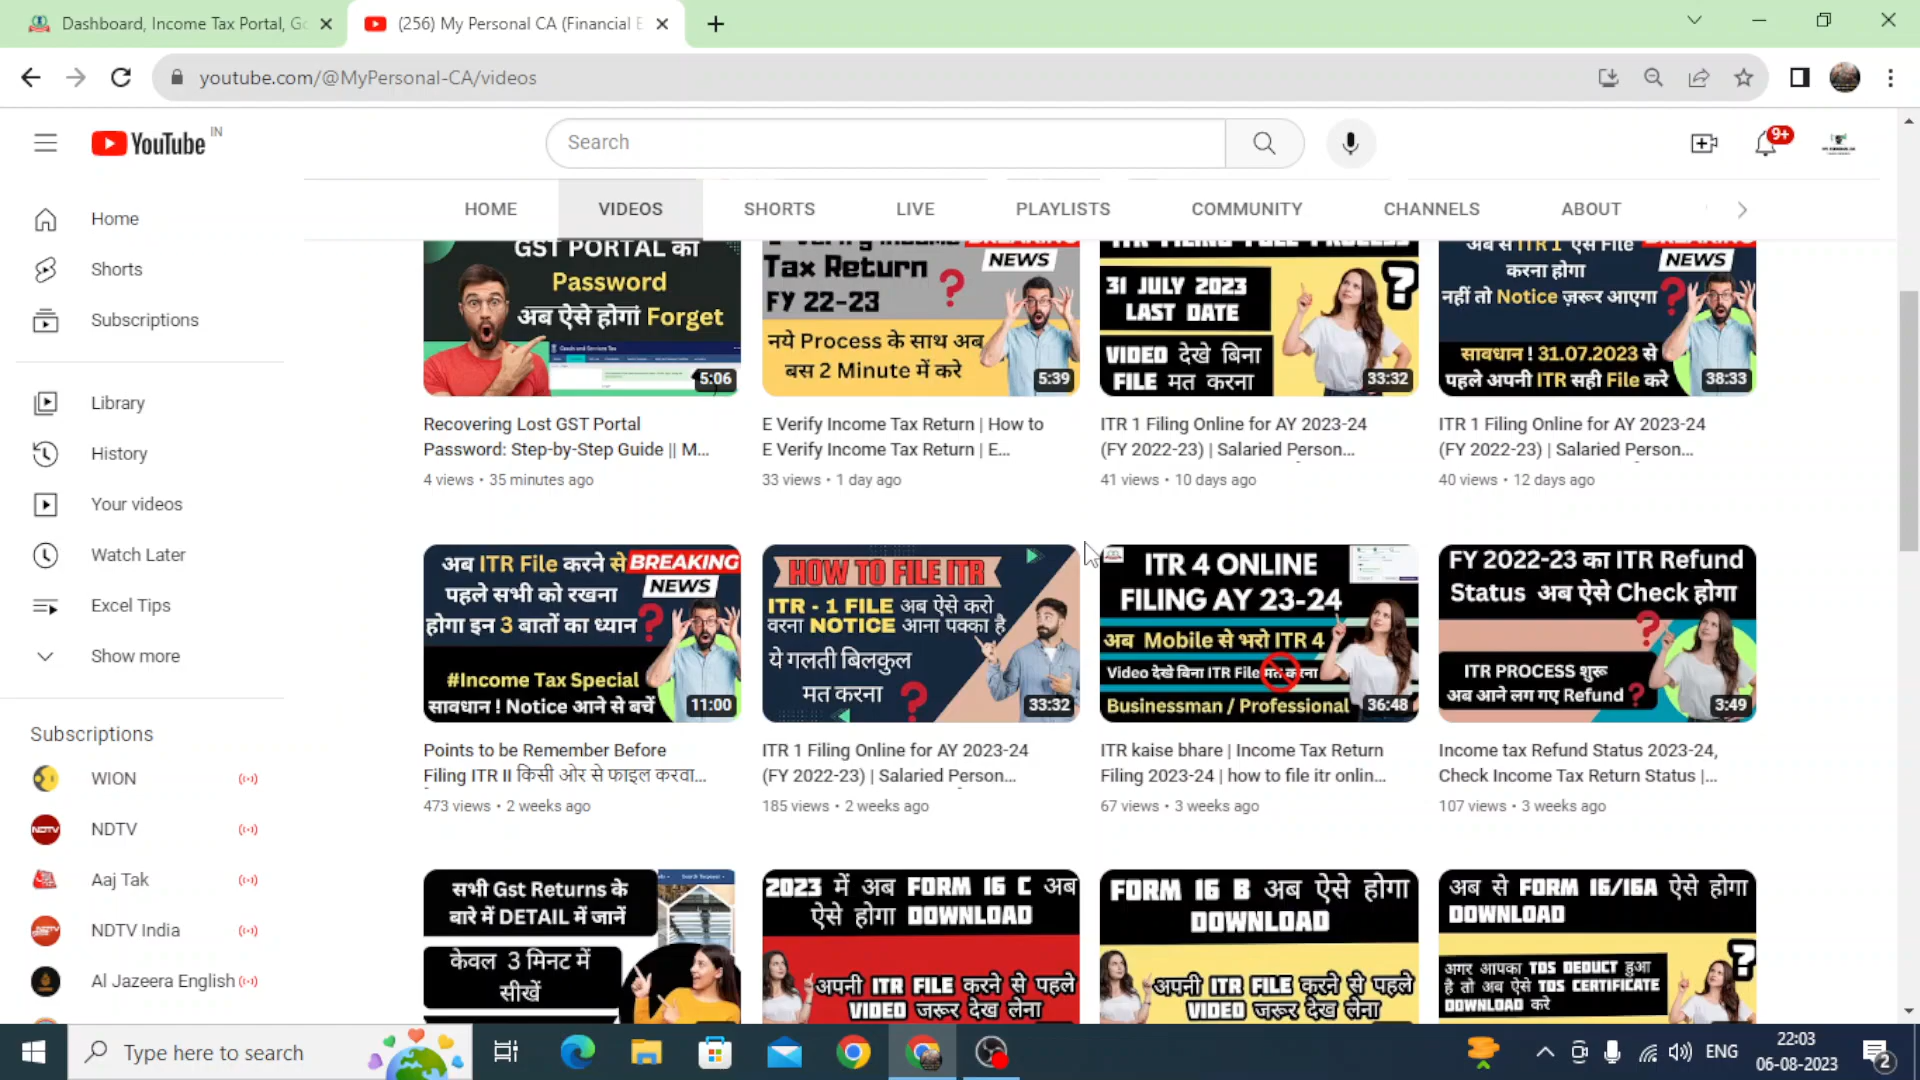 Dashboard, Income Tax Portal, Go
(256) My Personal CA (Financial E
youtube.com/@MyPersonal-CA/videos
YouTube IN
Search
9+
HOME VIDEOS SHORTS LIVE PLAYLISTS COMMUNITY CHANNELS ABOUT
Home
Shorts
Subscriptions
Library
History
Your videos
Watch Later
Excel Tips
Show more
Subscriptions
WION
NDTV
Aaj Tak
NDTV India
Al Jazeera English
GST PORTAL का
Password
अब ऐसे होगां Forget
5:06
Recovering Lost GST Portal
Password: Step-by-Step Guide || M...
4 views • 35 minutes ago
E Verify Income
Tax Return
FY 22-23
BREAKING
NEWS
नये Process के साथ अब
बस 2 Minute में करे
5:39
E Verify Income Tax Return | How to
E Verify Income Tax Return | E...
33 views • 1 day ago
ITR FILING FULL PROCESS
31 JULY 2023
LAST DATE
VIDEO देखे बिना
FILE मत करना
33:32
ITR 1 Filing Online for AY 2023-24
(FY 2022-23) | Salaried Person...
41 views • 10 days ago
अब से ITR 1 ऐसे File
करना होगा
नहीं तो Notice ज़रूर आएगा
NEWS
सावधान ! 31.07.2023 से
पहले अपनी ITR सही File करे
38:33
ITR 1 Filing Online for AY 2023-24
(FY 2022-23) | Salaried Person...
40 views • 12 days ago
अब ITR File करने से
पहले सभी को रखना
होगा इन 3 बातों का ध्यान
BREAKING
NEWS
#Income Tax Special
सावधान ! Notice आने से बचें
11:00
Points to be Remember Before
Filing ITR II किसी ओर से फाइल करवा...
473 views • 2 weeks ago
HOW TO FILE ITR
ITR - 1 FILE अब ऐसे करो
वरना NOTICE आना पक्का है
ये गलती बिलकुल
मत करना
33:32
ITR 1 Filing Online for AY 2023-24
(FY 2022-23) | Salaried Person...
185 views • 2 weeks ago
ITR 4 ONLINE
FILING AY 23-24
अब Mobile से भरो ITR 4
Video देखे बिना ITR File मत करना
Businessman / Professional
36:48
ITR kaise bhare | Income Tax Return
Filing 2023-24 | how to file itr onlin...
67 views • 3 weeks ago
FY 2022-23 का ITR Refund
Status अब ऐसे Check होगा
ITR PROCESS शुरू
अब आने लग गए Refund
3:49
Income tax Refund Status 2023-24,
Check Income Tax Return Status |...
107 views • 3 weeks ago
सभी Gst Returns के
बारे में DETAIL में जानें
केवल 3 मिनट में
सीखें
2023 में अब FORM 16 C अब
ऐसे होगा DOWNLOAD
अपनी ITR FILE करने से पहले
VIDEO जरूर देख लेना
FORM 16 B अब ऐसे होगा
DOWNLOAD
अपनी ITR FILE करने से पहले
VIDEO जरूर देख लेना
अब से FORM 16/16A ऐसे होगा
DOWNLOAD
अगर आपका TDS DEDUCT हुआ
है तो अब ऐसे TDS CERTIFICATE
DOWNLOAD करे
Type here to search
ENG
22:03
06-08-2023
2